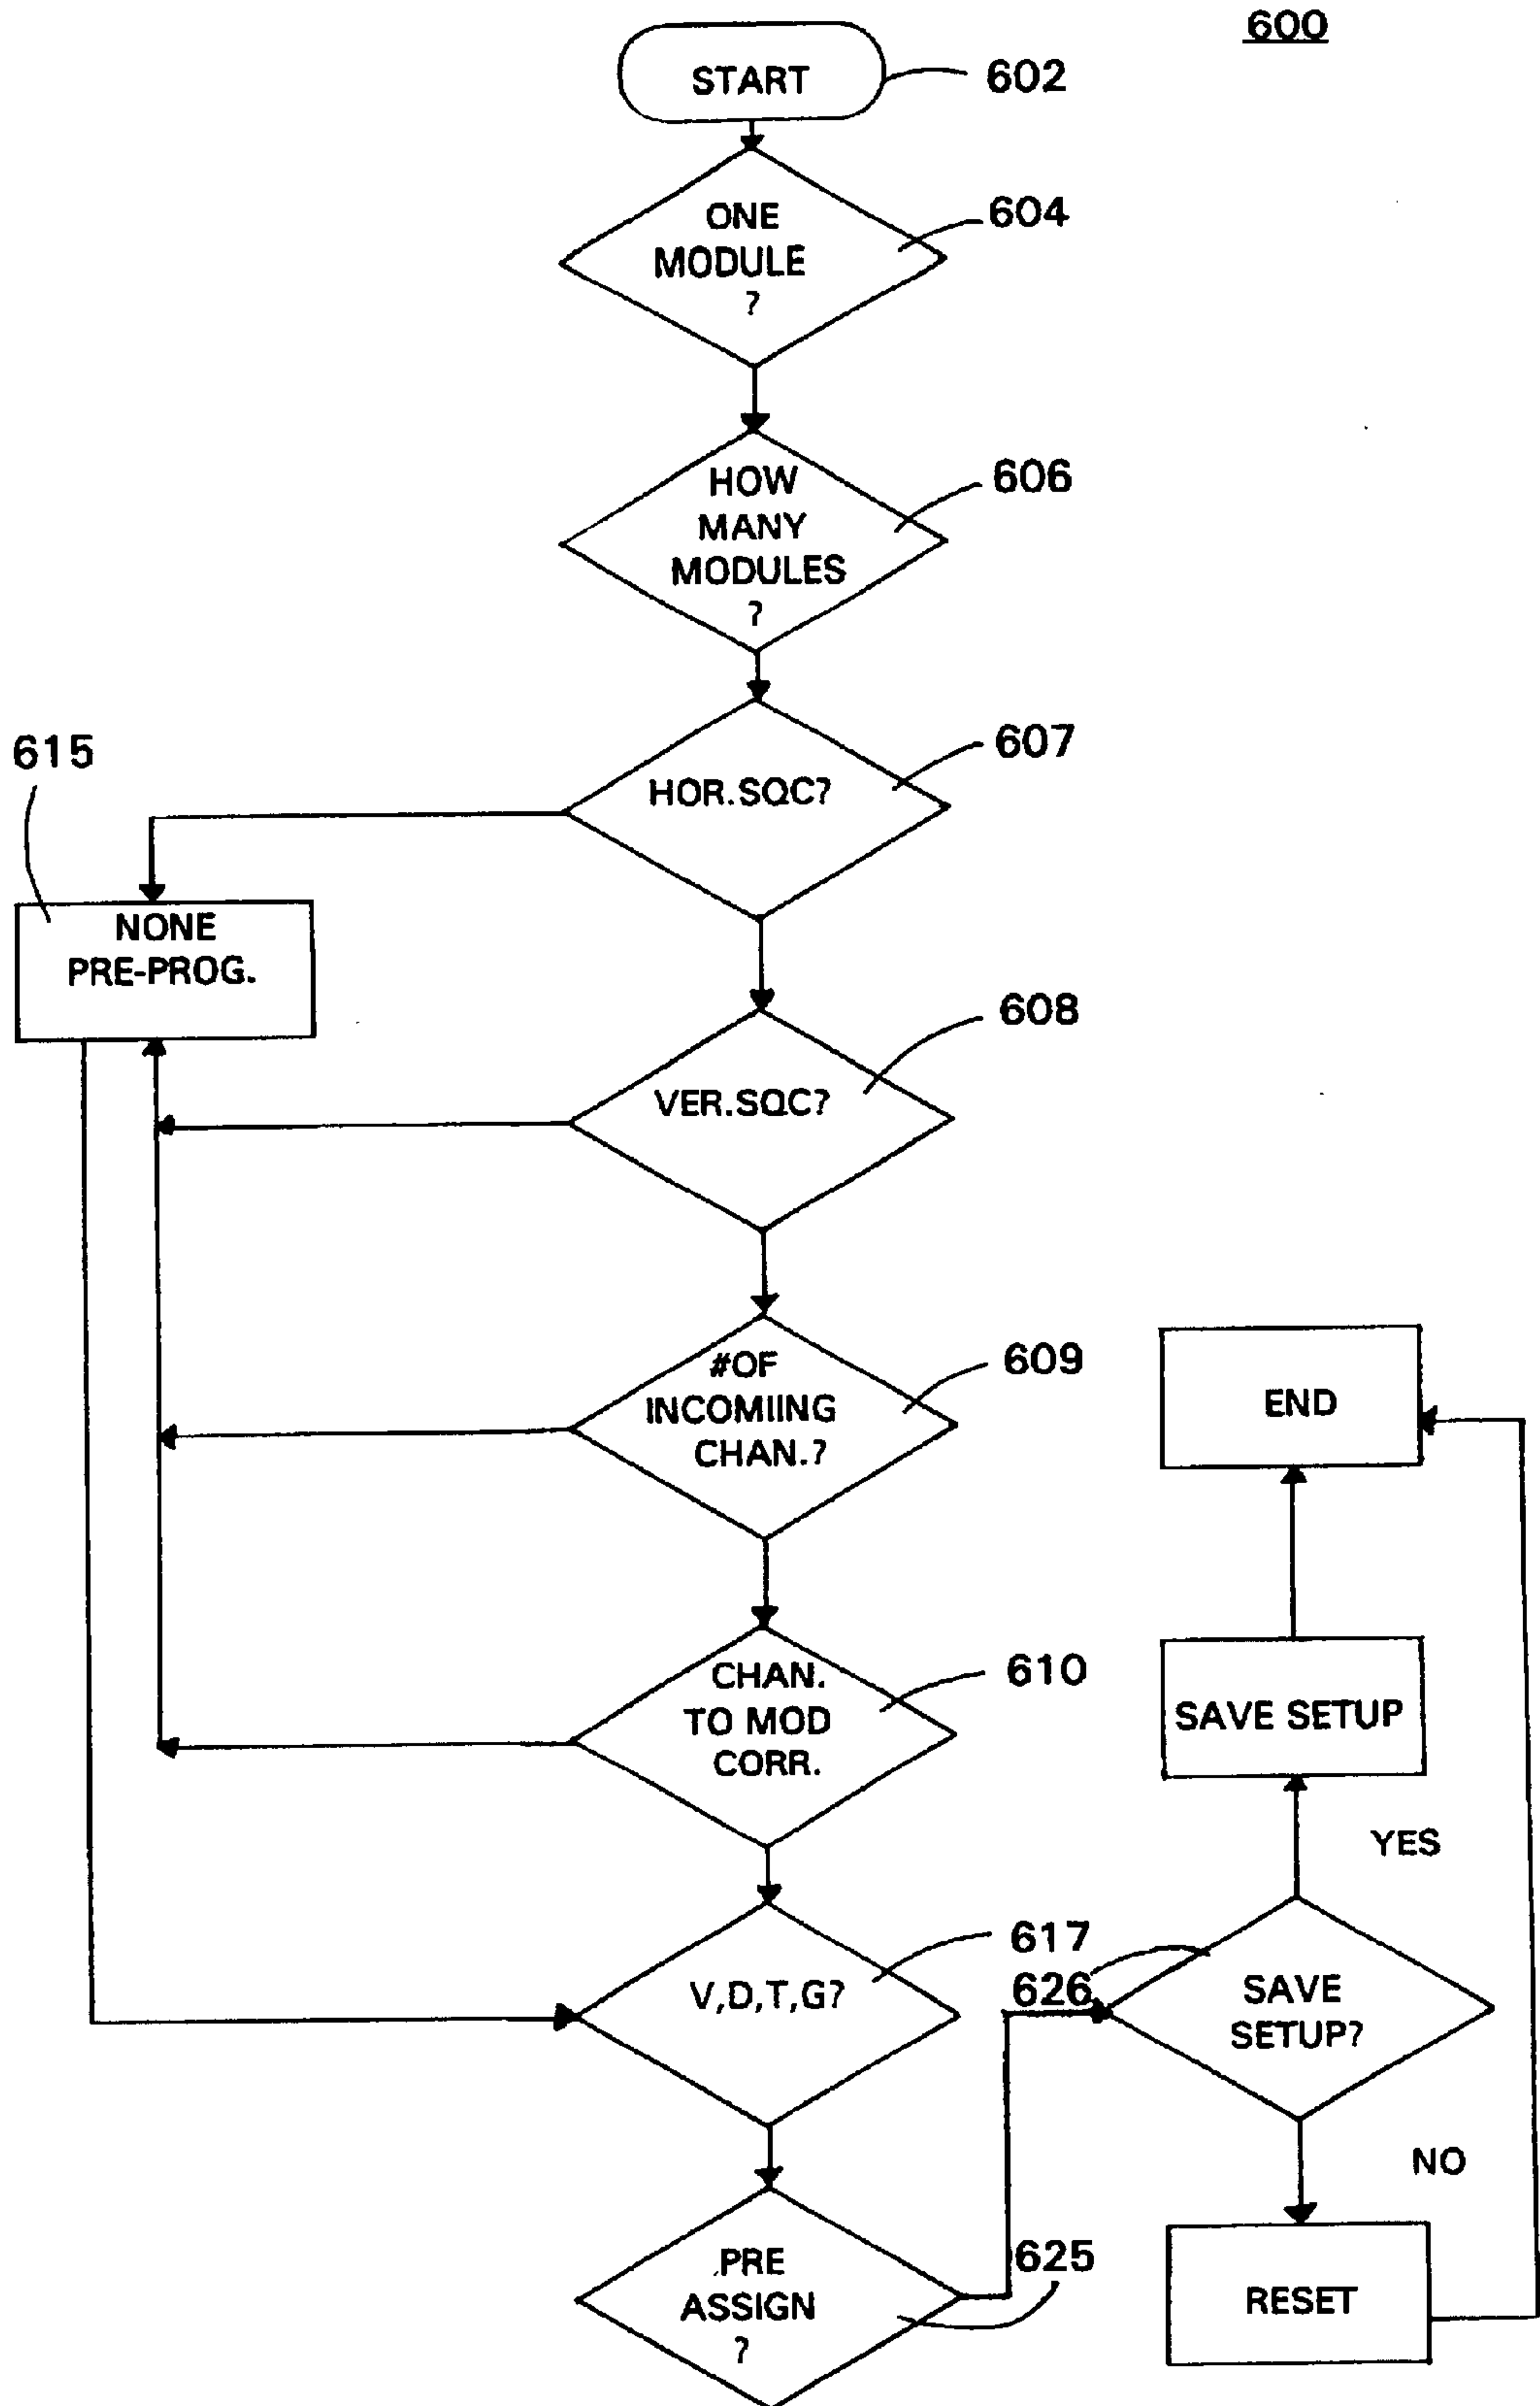 600
START
602
ONE
MODULE
?
604
HOW
MANY
MODULES
?
606
HOR.SQC?
607
615
NONE
PRE-PROG.
VER.SQC?
608
#OF
INCOMIING
CHAN.?
609
CHAN.
TO MOD
CORR.
610
V,D,T,G?
617
PRE
ASSIGN
?
625
626
SAVE
SETUP?
YES
SAVE SETUP
END
NO
RESET